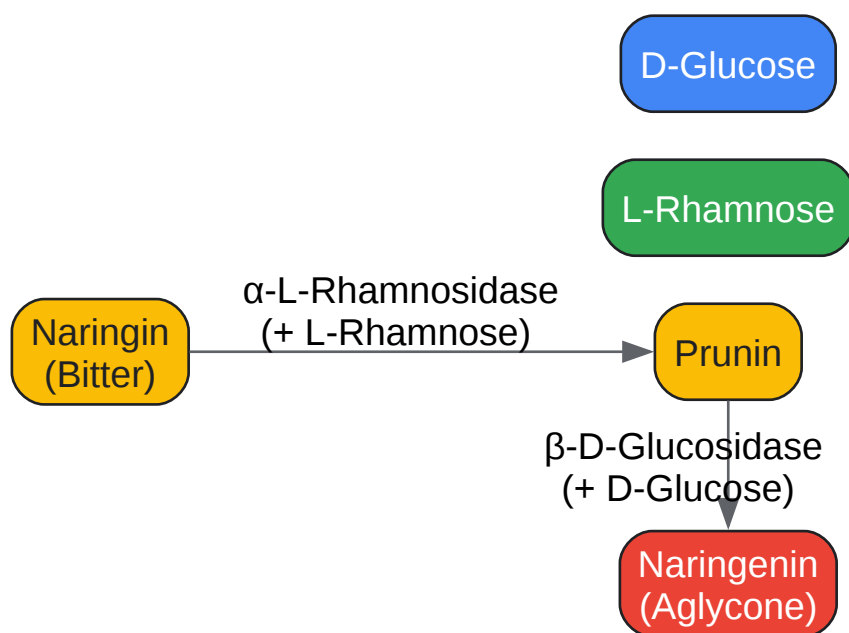 D-Glucose
L-Rhamnose
α-L-Rhamnosidase
(+ L-Rhamnose)
Naringin
(Bitter)
Prunin
β-D-Glucosidase
(+ D-Glucose)
Naringenin
(Aglycone)